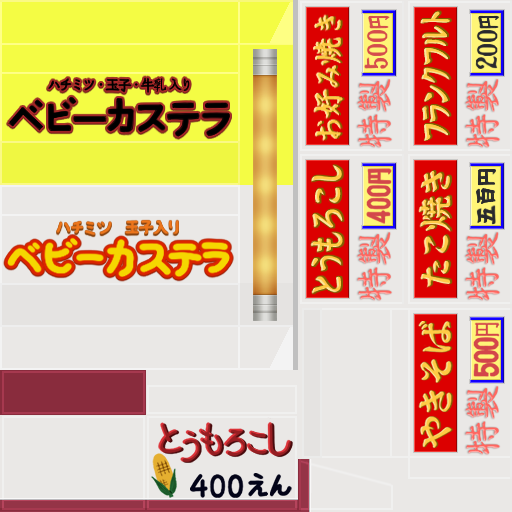 ハチミツ・玉子・牛乳入り
ベビーカステラ
ハチミツ 玉子入り
ベビーカステラ
お好み焼き
500円
特製
フランクフルト
200円
特製
とうもろこし
400円
特製
たこ焼き
五百円
特製
やきそば
500円
特製
とうもろこし
400えん